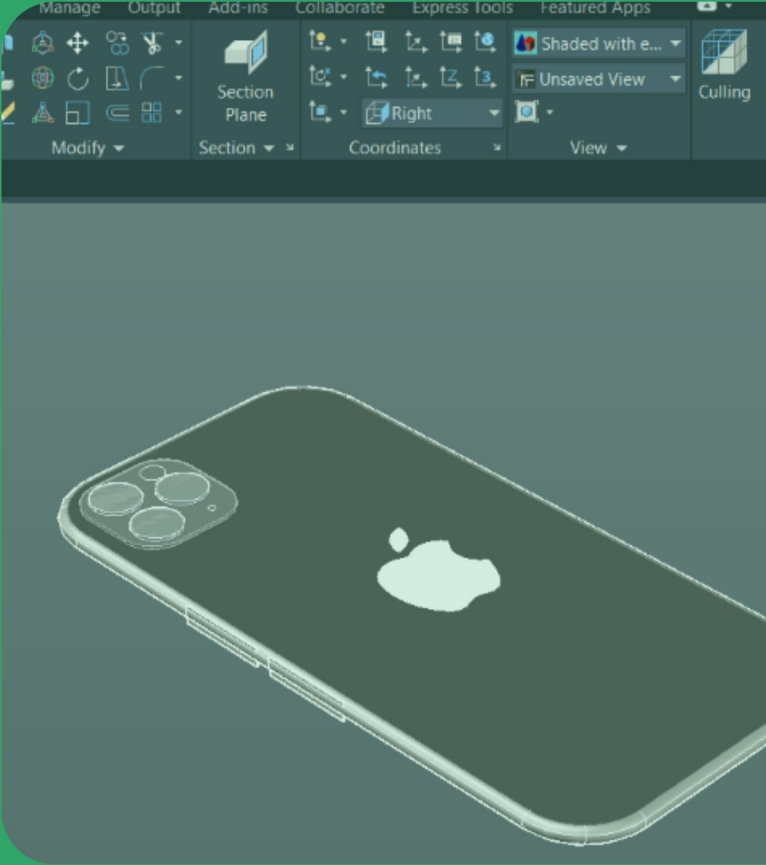 Manage Output Add-ins Collaborate Express Tools Featured Apps
Shaded with e...
Unsaved View
Section
Plane
Culling
Right
Modify Section Coordinates View